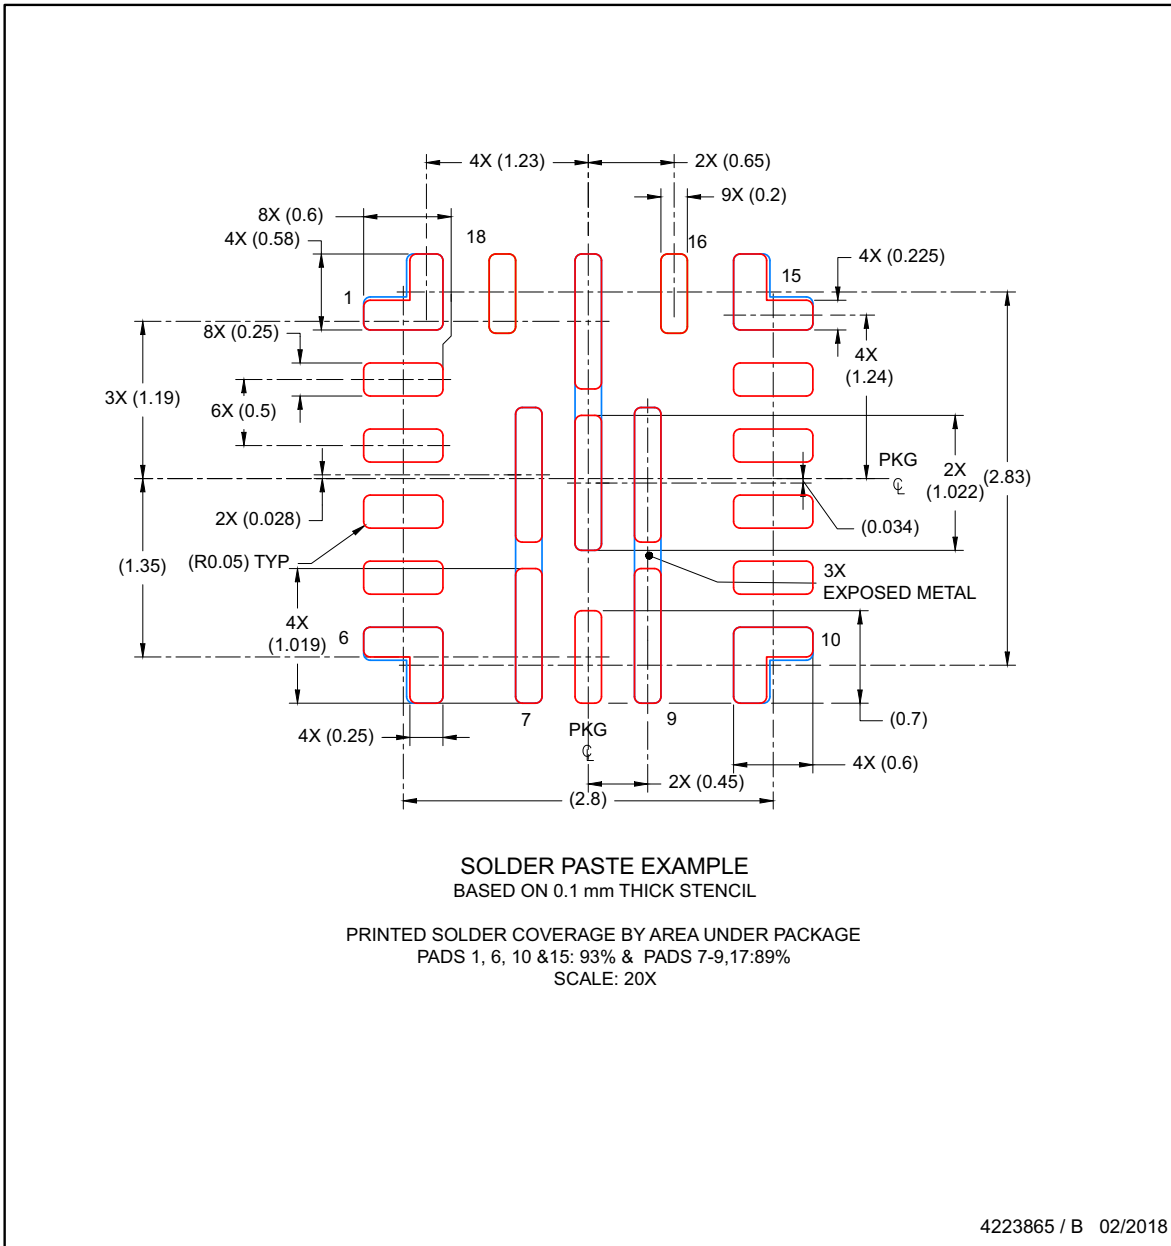 4X (1.23)
2X (0.65)
9X (0.2)
8X (0.6)
18
16
4X (0.58)
4X (0.225)
15
1
8X (0.25)
4X
(1.24)
3X (1.19)
6X (0.5)
PKG
℄
2X
(1.022)
(2.83)
2X (0.028)
(0.034)
(R0.05) TYP
(1.35)
3X
EXPOSED METAL
4X
(1.019)
6
10
7
PKG
℄
9
(0.7)
4X (0.25)
4X (0.6)
2X (0.45)
(2.8)
SOLDER PASTE EXAMPLE
BASED ON 0.1 mm THICK STENCIL
PRINTED SOLDER COVERAGE BY AREA UNDER PACKAGE
PADS 1, 6, 10 &15: 93% & PADS 7-9,17:89%
SCALE: 20X
4223865 / B 02/2018